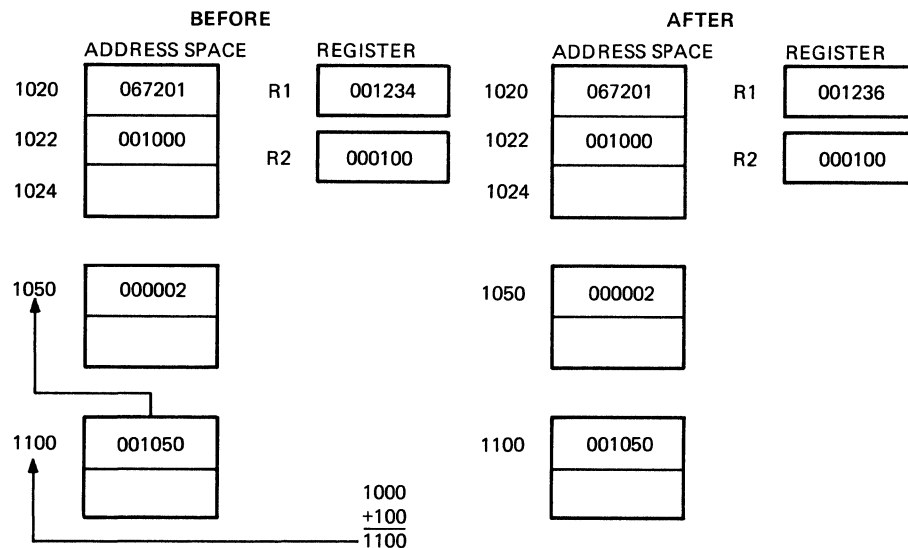 BEFORE
AFTER
ADDRESS SPACE REGISTER
ADDRESS SPACE REGISTER
1020 067201 R1 001234
1020 067201 R1 001236
1022 001000 R2 000100
1022 001000 R2 000100
1024
1024
1050 000002
1050 000002
1100 001050
1100 001050
1000
+100
1100